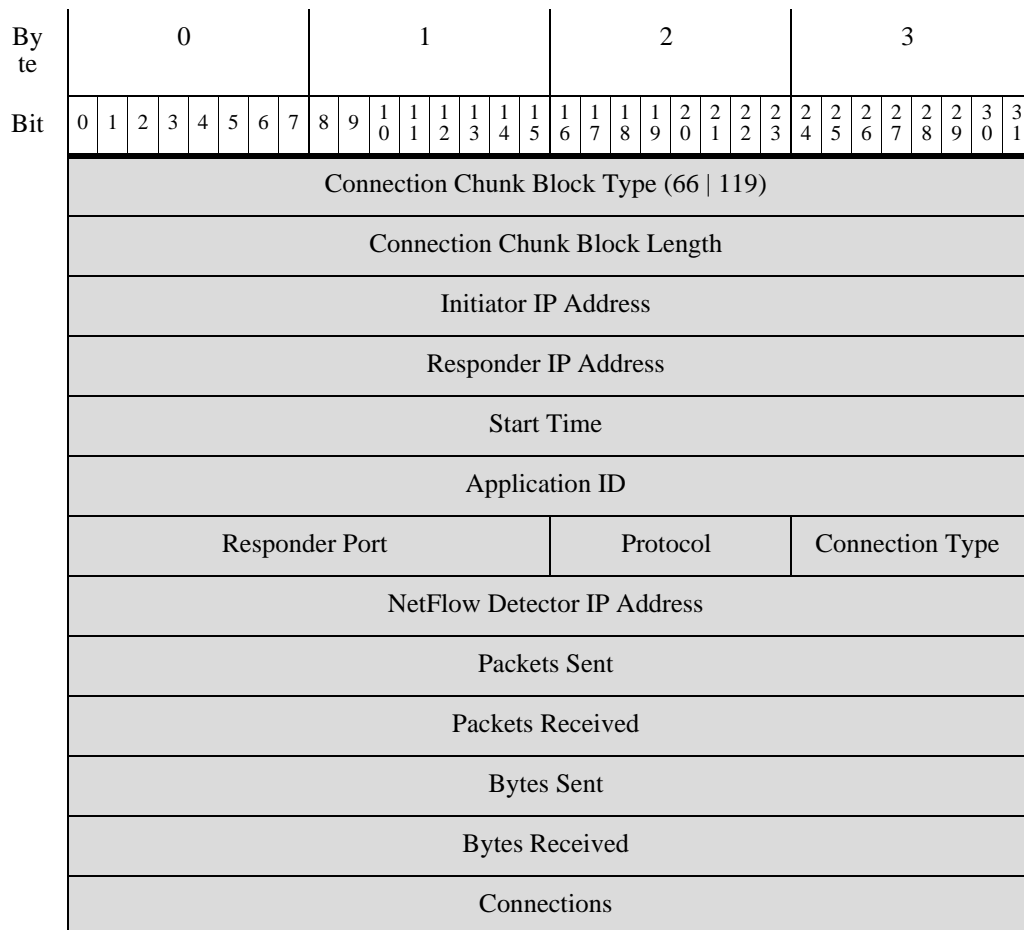 Byte 0 1 2 3
Bit 0 1 2 3 4 5 6 7 8 9 10 11 12 13 14 15 16 17 18 19 20 21 22 23 24 25 26 27 28 29 30 31
Connection Chunk Block Type (66 | 119)
Connection Chunk Block Length
Initiator IP Address
Responder IP Address
Start Time
Application ID
Responder Port Protocol Connection Type
NetFlow Detector IP Address
Packets Sent
Packets Received
Bytes Sent
Bytes Received
Connections